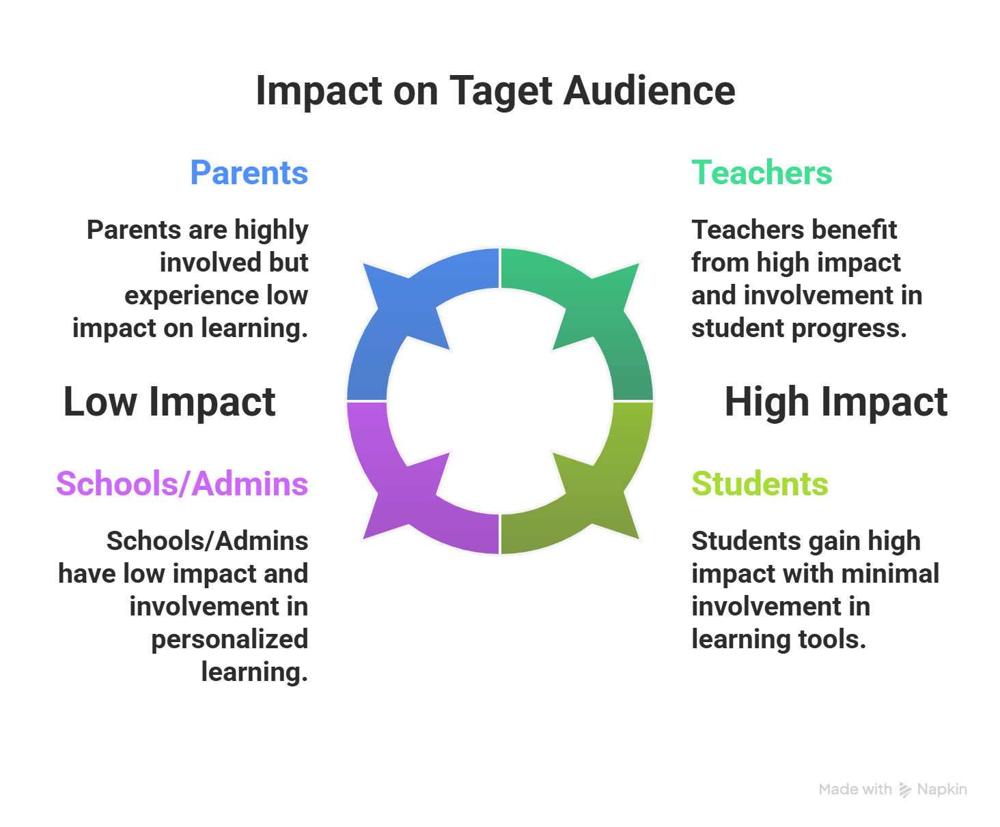 Impact on Taget Audience
Parents
Parents are highly
involved but
experience low
impact on learning.
Teachers
Teachers benefit
from high impact
and involvement in
student progress.
Low Impact
High Impact
Schools/Admins
Schools/Admins
have low impact and
involvement in
personalized
learning.
Students
Students gain high
impact with minimal
involvement in
learning tools.
Made with Napkin